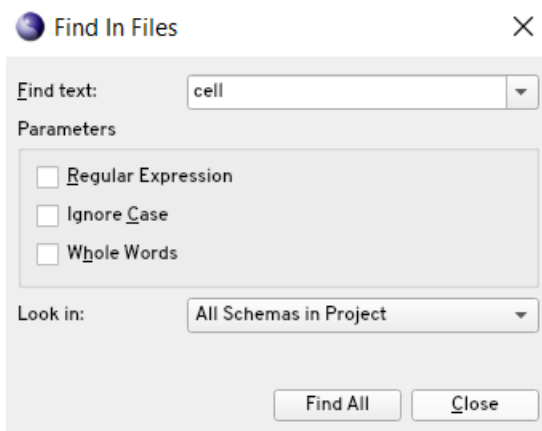 Find In Files
Find text: cell
Parameters
Regular Expression
Ignore Case
Whole Words
Look in: All Schemas in Project
Find All Close